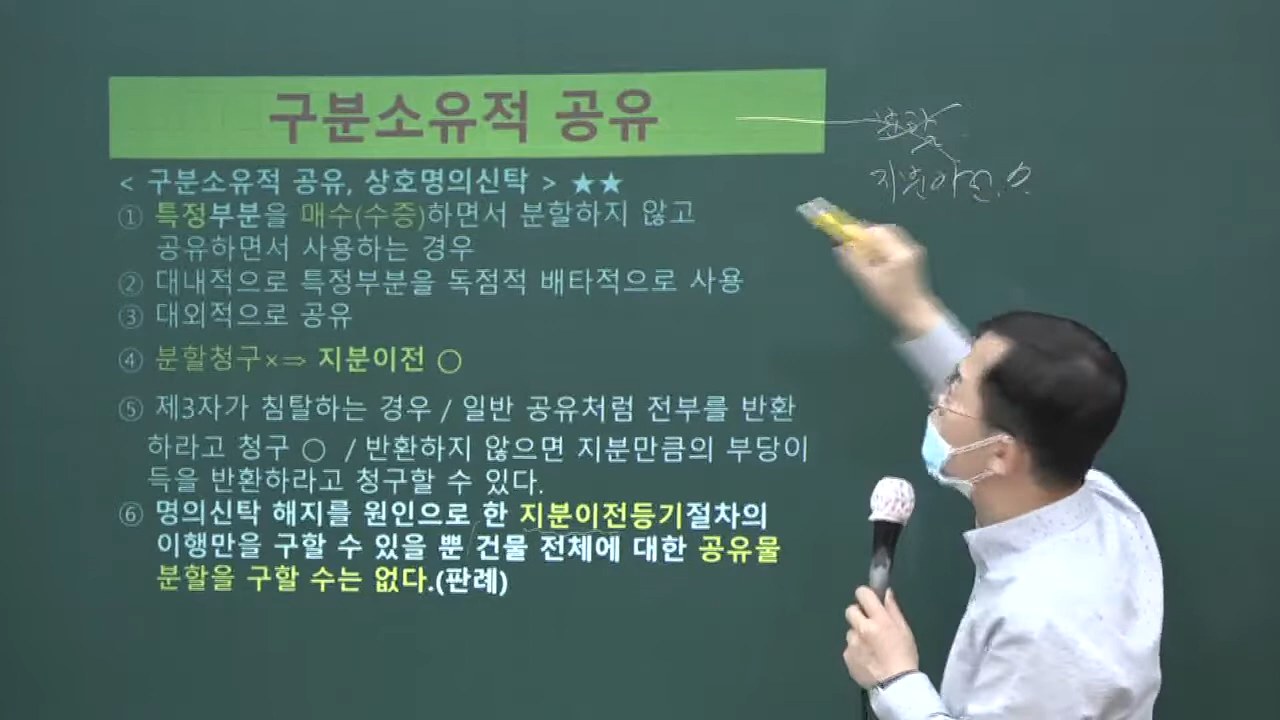 구분소유적 공유
< 구분소유적 공유, 상호명의신탁 > ★★
① 특정부분을 매수(수증)하면서 분할하지 않고
공유하면서 사용하는 경우
② 대내적으로 특정부분을 독점적 배타적으로 사용
③ 대외적으로 공유
④ 분할청구×⇒ 지분이전 ○
⑤ 제3자가 침탈하는 경우 / 일반 공유처럼 전부를 반환
하라고 청구 ○ / 반환하지 않으면 지분만큼의 부당이
득을 반환하라고 청구할 수 있다.
⑥ 명의신탁 해지를 원인으로 한 지분이전등기절차의
이행만을 구할 수 있을 뿐 건물 전체에 대한 공유물
분할을 구할 수는 없다.(판례)
분할
지분이전.O.